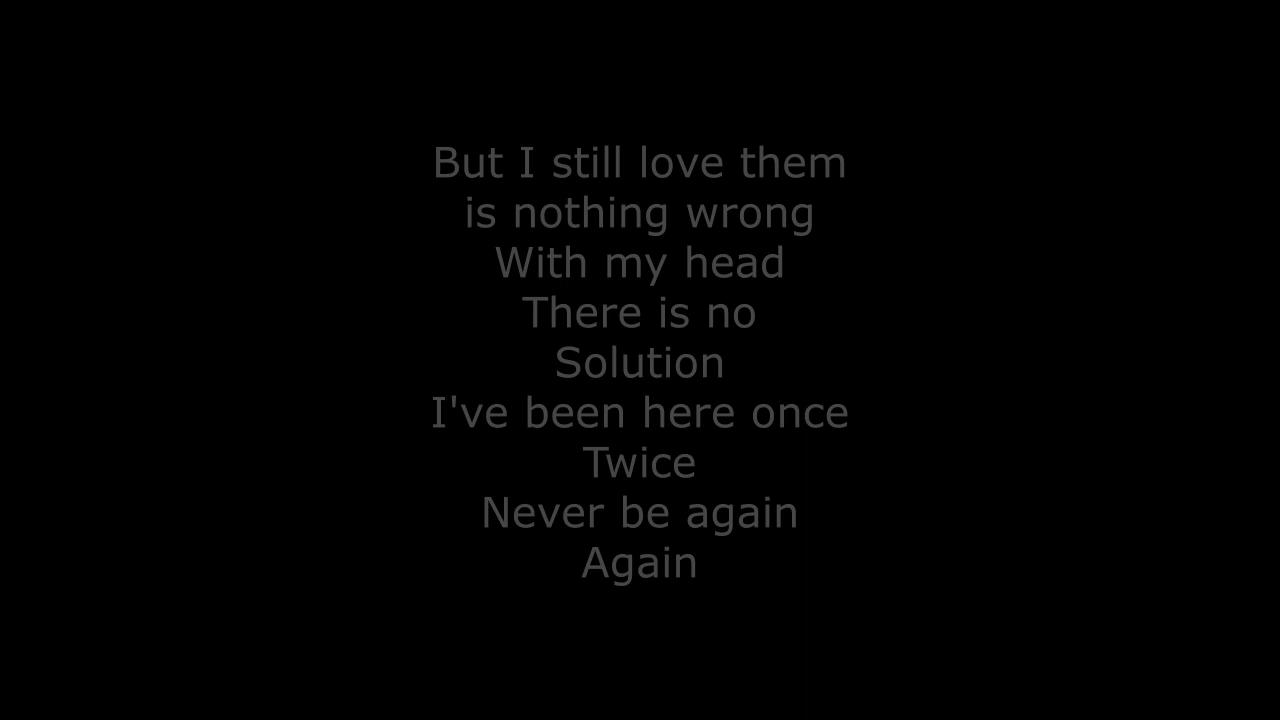 But I still love them
is nothing wrong
With my head
There is no
Solution
I've been here once
Twice
Never be again
Again